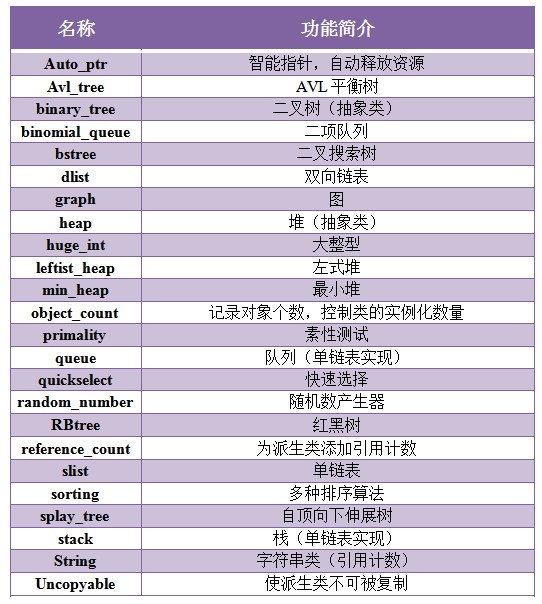 名称 功能简介
Auto_ptr 智能指针，自动释放资源
Avl_tree AVL 平衡树
binary_tree 二叉树（抽象类）
binomial_queue 二项队列
bstree 二叉搜索树
dlist 双向链表
graph 图
heap 堆（抽象类）
huge_int 大整型
leftist_heap 左式堆
min_heap 最小堆
object_count 记录对象个数，控制类的实例化数量
primality 素性测试
queue 队列（单链表实现）
quickselect 快速选择
random_number 随机数产生器
RBtree 红黑树
reference_count 为派生类添加引用计数
slist 单链表
sorting 多种排序算法
splay_tree 自顶向下伸展树
stack 栈（单链表实现）
String 字符串类（引用计数）
Uncopyable 使派生类不可被复制